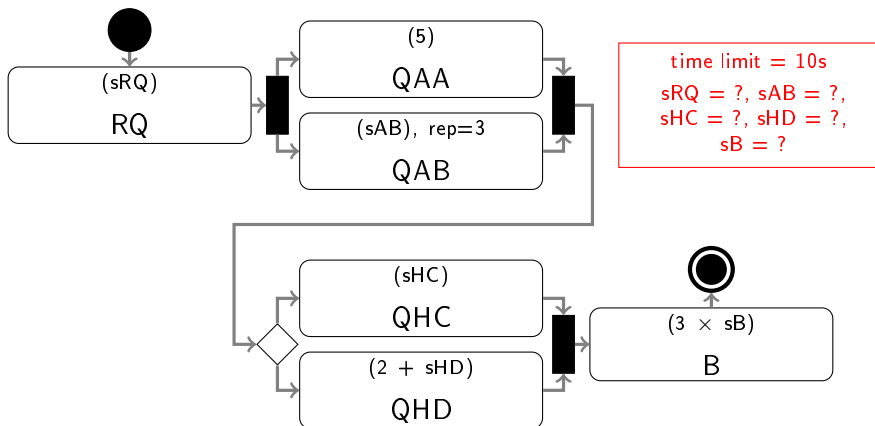 (sRQ)
RQ
(5)
QAA
(sAB), rep=3
QAB
time limit = 10s
sRQ = ?, sAB = ?,
sHC = ?, sHD = ?,
sB = ?
(sHC)
QHC
(2 + sHD)
QHD
(3 × sB)
B